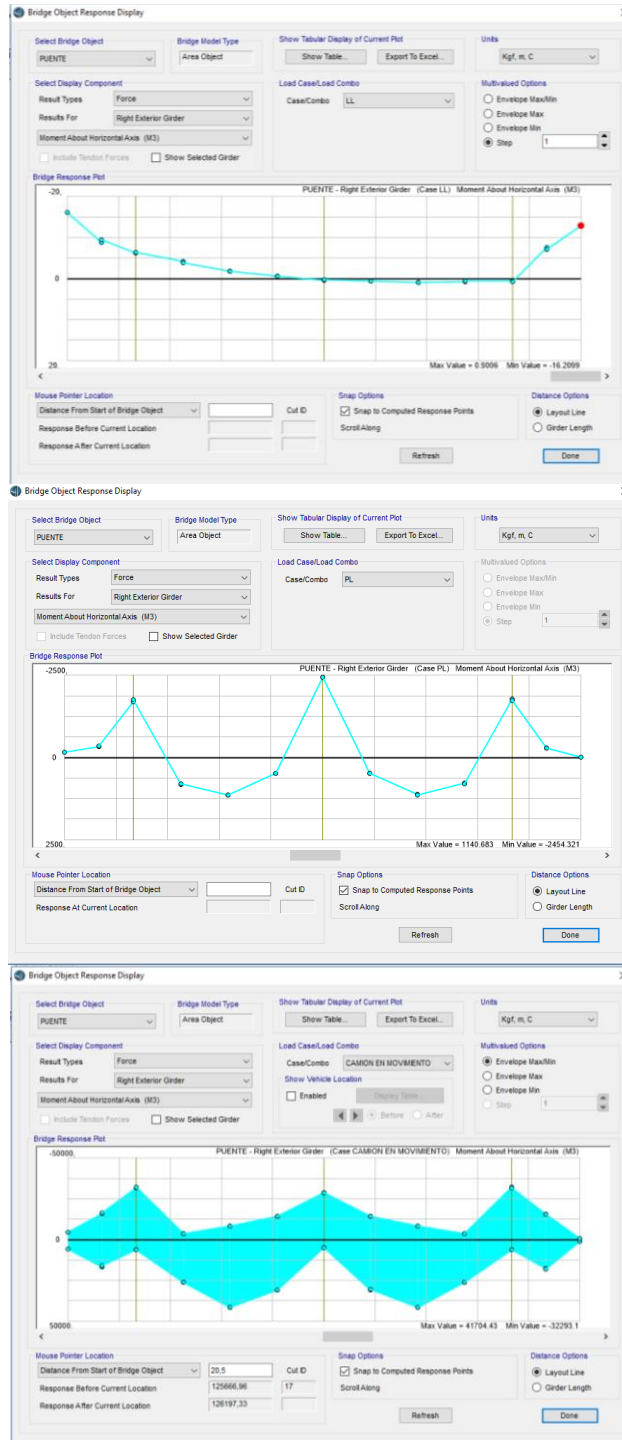 Bridge Object Response Display
Select Bridge Object
Bridge Model Type
Show Tabular Display of Current Plot
Units
PUENTE
Area Object
Show Table...
Export To Excel...
Kgf, m, C
Select Display Component
Load Case/Load Combo
Multivalued Options
Result Types
Force
Case/Combo
LL
Envelope Max/Min
Results For
Right Exterior Girder
Envelope Max
Moment About Horizontal Axis (M3)
Envelope Min
Include Tendon Forces
Show Selected Girder
Step
1
Bridge Response Plot
-20,
PUENTE - Right Exterior Girder (Case LL) Moment About Horizontal Axis (M3)
0
20.
Max Value = 0.9006 Min Value = -16.2099
Mouse Pointer Location
Snap Options
Distance Options
Distance From Start of Bridge Object
Cut ID
Snap to Computed Response Points
Layout Line
Response Before Current Location
Scroll Along
Girder Length
Response After Current Location
Refresh
Done
Bridge Object Response Display
Select Bridge Object
Bridge Model Type
Show Tabular Display of Current Plot
Units
PUENTE
Area Object
Show Table...
Export To Excel...
Kgf, m, C
Select Display Component
Load Case/Load Combo
Multivalued Options
Result Types
Force
Case/Combo
PL
Envelope Max/Min
Results For
Right Exterior Girder
Envelope Max
Moment About Horizontal Axis (M3)
Envelope Min
Include Tendon Forces
Show Selected Girder
Step
1
Bridge Response Plot
-2500,
PUENTE - Right Exterior Girder (Case PL) Moment About Horizontal Axis (M3)
0
2500.
Max Value = 1140.683 Min Value = -2454.321
Mouse Pointer Location
Snap Options
Distance Options
Distance From Start of Bridge Object
Cut ID
Snap to Computed Response Points
Layout Line
Response At Current Location
Scroll Along
Girder Length
Refresh
Done
Bridge Object Response Display
Select Bridge Object
Bridge Model Type
Show Tabular Display of Current Plot
Units
PUENTE
Area Object
Show Table...
Export To Excel...
Kgf, m, C
Select Display Component
Load Case/Load Combo
Multivalued Options
Result Types
Force
Case/Combo
CAMION EN MOVIMIENTO
Envelope Max/Min
Results For
Right Exterior Girder
Show Vehicle Location
Envelope Max
Moment About Horizontal Axis (M3)
Enabled
Display Table...
Envelope Min
Include Tendon Forces
Show Selected Girder
Before
After
Step
1
Bridge Response Plot
-50000,
PUENTE - Right Exterior Girder (Case CAMION EN MOVIMIENTO) Moment About Horizontal Axis (M3)
0
50000.
Max Value = 41704.43 Min Value = -32293.1
Mouse Pointer Location
Snap Options
Distance Options
Distance From Start of Bridge Object
20,5
Cut ID
Snap to Computed Response Points
Layout Line
Response Before Current Location
125666,96
17
Scroll Along
Girder Length
Response After Current Location
126197,33
Refresh
Done